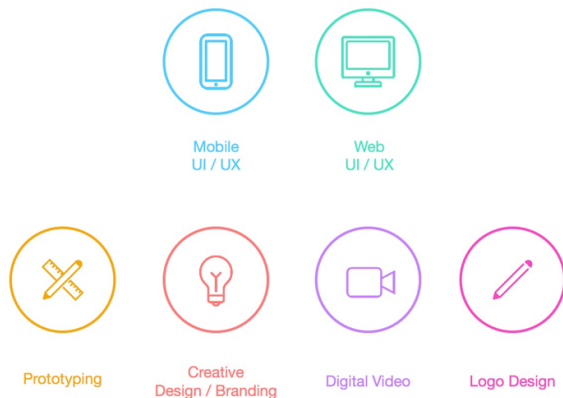 Mobile
UI / UX
Web
UI / UX
Prototyping
Creative
Design / Branding
Digital Video
Logo Design